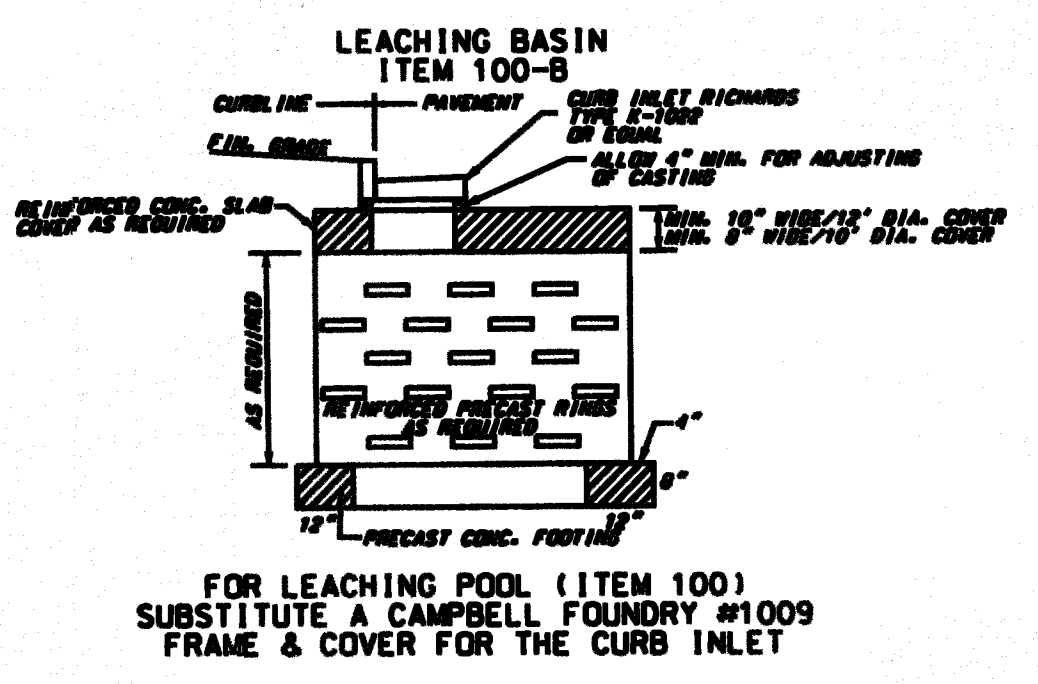 LEACHING BASIN
ITEM 100-B
CURBLINE
PAVEMENT
CURB INLET RICHARDS
TYPE K-1022
OR EQUAL
FIN. GRADE
ALLOW 4" MIN. FOR ADJUSTING
OF CASTING
REINFORCED CONC. SLAB
COVER AS REQUIRED
MIN. 10" WIDE/12' DIA. COVER
MIN. 8" WIDE/10' DIA. COVER
AS REQUIRED
REINFORCED PRECAST RINGS
AS REQUIRED
4"
8"
12"
12"
PRECAST CONC. FOOTING
FOR LEACHING POOL (ITEM 100)
SUBSTITUTE A CAMPBELL FOUNDRY #1009
FRAME & COVER FOR THE CURB INLET